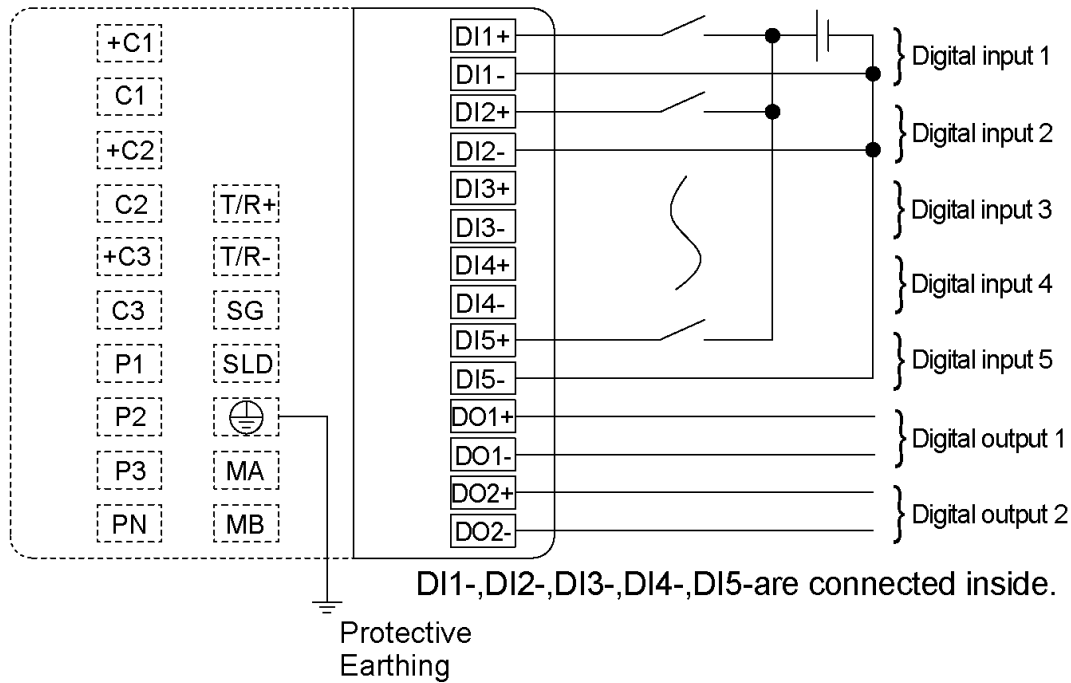 +C1
C1
+C2
C2
+C3
C3
P1
P2
P3
PN
T/R+
T/R-
SG
SLD
MA
MB
DI1+
DI1-
DI2+
DI2-
DI3+
DI3-
DI4+
DI4-
DI5+
DI5-
DO1+
DO1-
DO2+
DO2-
Digital input 1
Digital input 2
Digital input 3
Digital input 4
Digital input 5
Digital output 1
Digital output 2
DI1-,DI2-,DI3-,DI4-,DI5-are connected inside.
Protective
Earthing